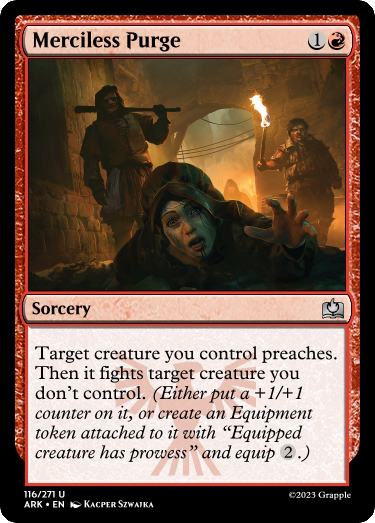 Merciless Purge 1
Sorcery
Target creature you control preaches.
Then it fights target creature you
don't control. (Either put a +1/+1
counter on it, or create an Equipment
token attached to it with “Equipped
creature has prowess” and equip 2.)
116/271 U
ARK • EN Kacper Szwajka
©2023 Grapple